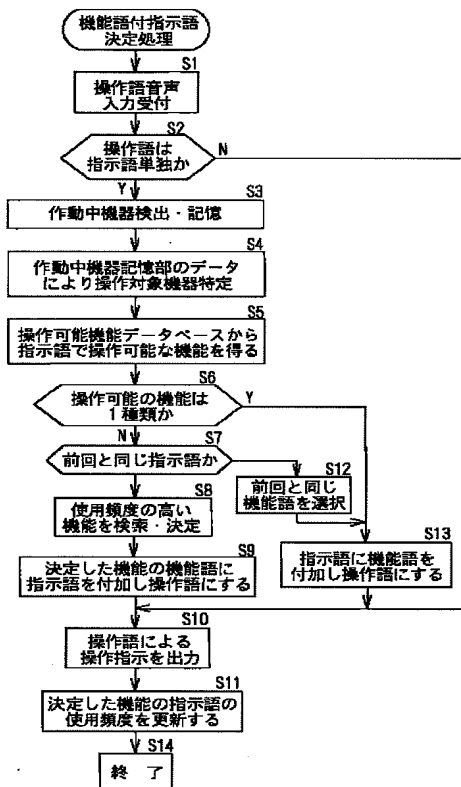 機能語付指示語
決定処理
S1
操作語音声
入力受付
S2
操作語は
指示語単独か
N
Y
S3
作動中機器検出・記憶
S4
作動中機器記憶部のデータ
により操作対象機器特定
S5
操作可能機能データベースから
指示語で操作可能な機能を得る
S6
操作可能の機能は
1種類か
Y
N
S7
前回と同じ指示語か
S12
前回と同じ
機能語を選択
S8
使用頻度の高い
機能を検索・決定
S9
決定した機能の機能語に
指示語を付加し操作語にする
S13
指示語に機能語を
付加し操作語にする
S10
操作語による
操作指示を出力
S11
決定した機能の指示語の
使用頻度を更新する
S14
終 了